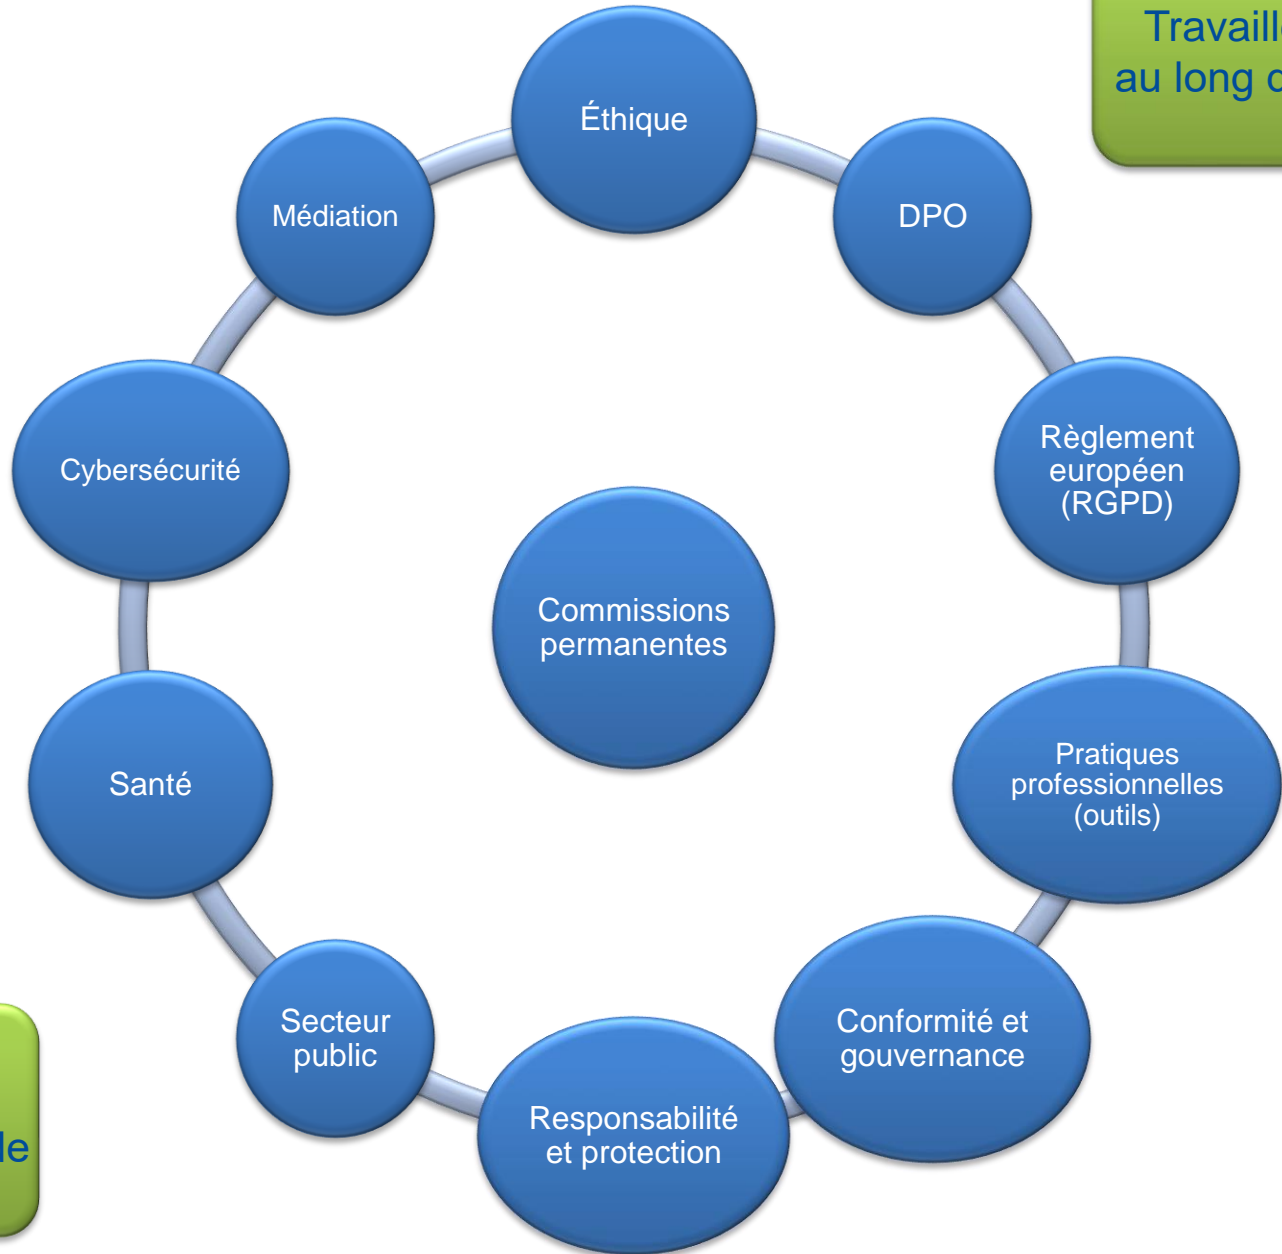 Travaill
au long d
Éthique
DPO
Médiation
Règlement
européen
(RGPD)
Cybersécurité
Commissions
permanentes
Pratiques
professionnelles
(outils)
Santé
Conformité et
gouvernance
Secteur
public
Responsabilité
et protection
le